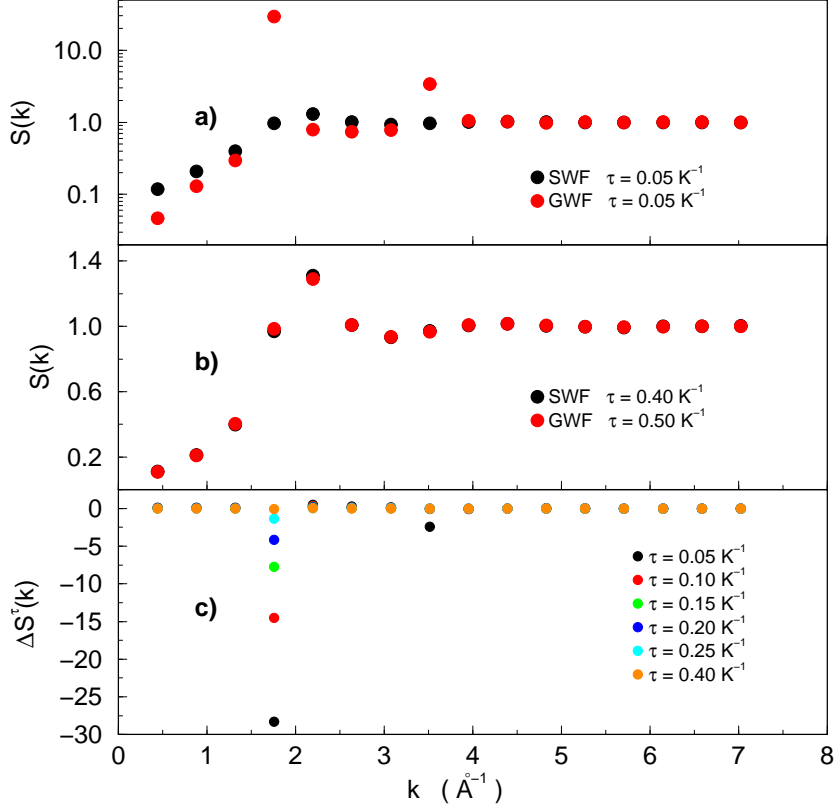 10.0
1.0
0.1
S(k)
a)
SWF τ = 0.05 K⁻¹
GWF τ = 0.05 K⁻¹
1.4
1.0
0.6
0.2
S(k)
b)
SWF τ = 0.40 K⁻¹
GWF τ = 0.50 K⁻¹
0
−5
−10
−15
−20
−25
−30
ΔS^τ(k)
c)
τ = 0.05 K⁻¹
τ = 0.10 K⁻¹
τ = 0.15 K⁻¹
τ = 0.20 K⁻¹
τ = 0.25 K⁻¹
τ = 0.40 K⁻¹
0 1 2 3 4 5 6 7 8
k ( Å⁻¹ )